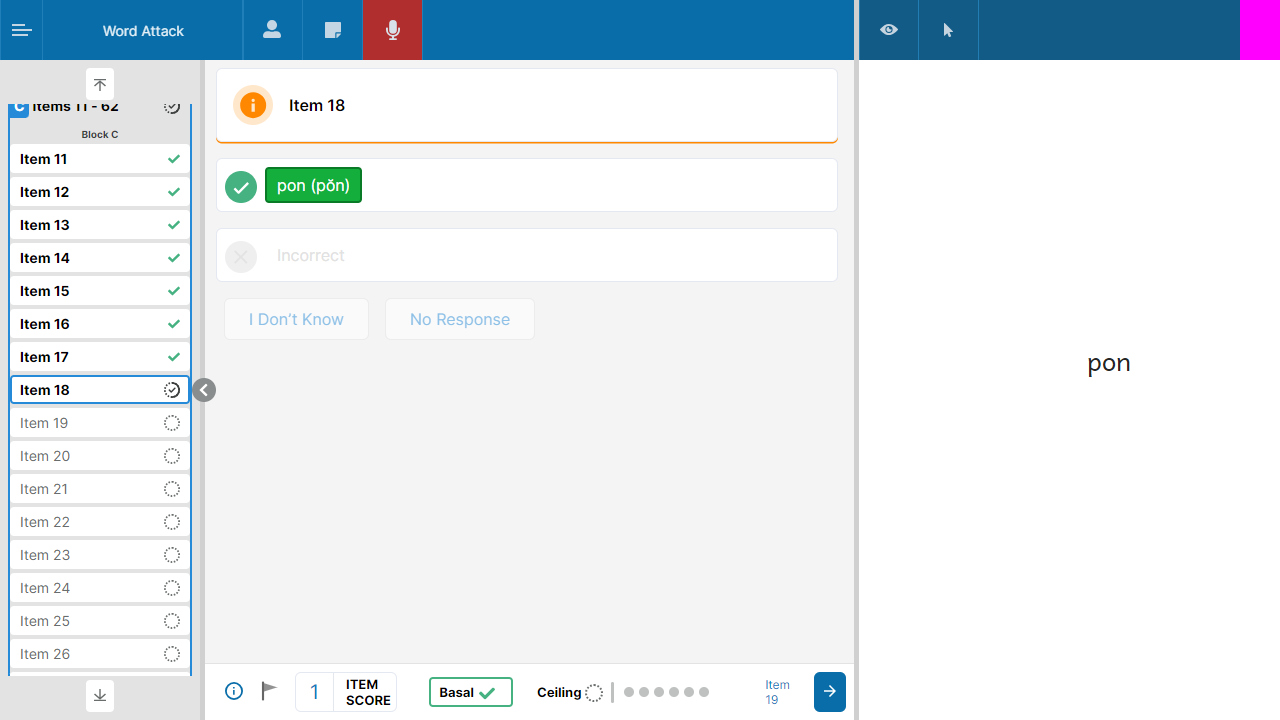 Word Attack
C Items 11 - 62
Block C
Item 11
Item 12
Item 13
Item 14
Item 15
Item 16
Item 17
Item 18
Item 19
Item 20
Item 21
Item 22
Item 23
Item 24
Item 25
Item 26
Item 18
pon (pŏn)
Incorrect
I Don't Know
No Response
1
ITEM
SCORE
Basal
Ceiling
Item
19
pon